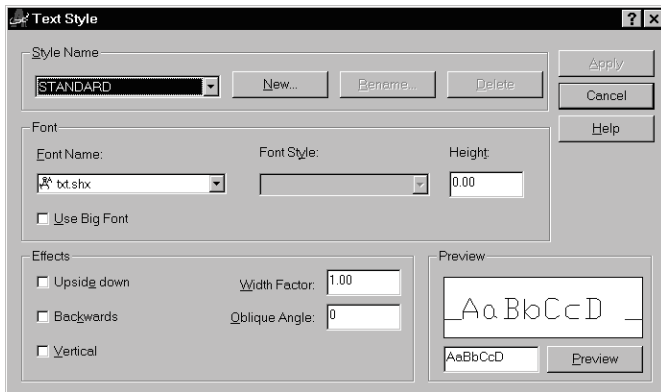 Text Style
Style Name
STANDARD
New...
Rename...
Delete
Apply
Cancel
Help
Font
Font Name:
Font Style:
Height:
txt.shx
0.00
Use Big Font
Effects
Upside down
Width Factor:
1.00
Backwards
Oblique Angle:
0
Vertical
Preview
AaBbCcD
AaBbCcD
Preview